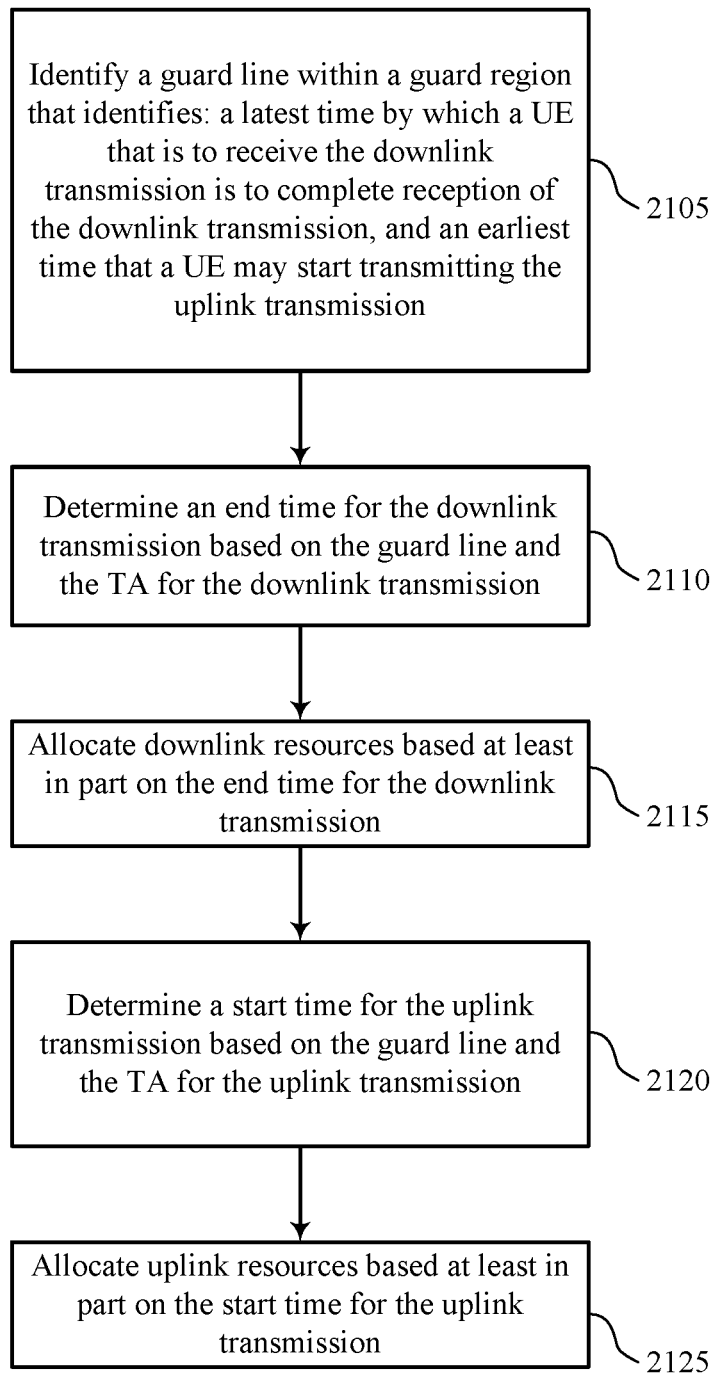 Identify a guard line within a guard region
that identifies: a latest time by which a UE
that is to receive the downlink
transmission is to complete reception of
the downlink transmission, and an earliest
time that a UE may start transmitting the
uplink transmission
2105
Determine an end time for the downlink
transmission based on the guard line and
the TA for the downlink transmission
2110
Allocate downlink resources based at least
in part on the end time for the downlink
transmission
2115
Determine a start time for the uplink
transmission based on the guard line and
the TA for the uplink transmission
2120
Allocate uplink resources based at least in
part on the start time for the uplink
transmission
2125